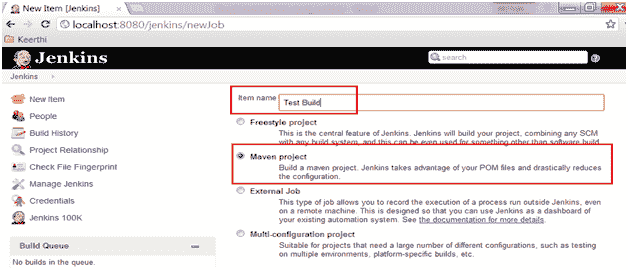 New Item [Jenkins]
localhost:8080/jenkins/newJob
Keerthi
Jenkins
search
Jenkins
New Item
People
Build History
Project Relationship
Check File Fingerprint
Manage Jenkins
Credentials
Jenkins 100K
Build Queue
No builds in the queue.
Item name Test Build
Freestyle project
This is the central feature of Jenkins. Jenkins will build your project, combining any SCM
with any build system, and this can be even used for something other than software build.
Maven project
Build a maven project. Jenkins takes advantage of your POM files and drastically reduces
the configuration.
External Job
This type of job allows you to record the execution of a process run outside Jenkins, even
on a remote machine. This is designed so that you can use Jenkins as a dashboard of
your existing automation system. See the documentation for more details.
Multi-configuration project
Suitable for projects that need a large number of different configurations, such as testing
on multiple environments, platform-specific builds, etc.